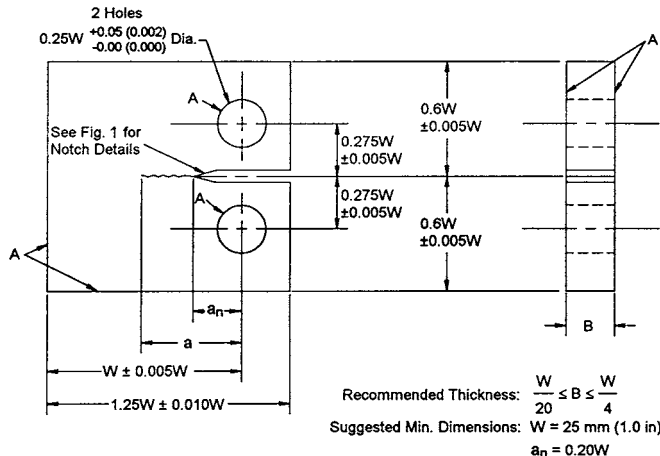 2 Holes
0.25W +0.05 (0.002) Dia.
-0.00 (0.000)
A
A
See Fig. 1 for
Notch Details
0.6W
±0.005W
0.275W
±0.005W
0.275W
±0.005W
A
0.6W
±0.005W
A
an
a
B
W ± 0.005W
1.25W ± 0.010W
Recommended Thickness: W/20 ≤ B ≤ W/4
Suggested Min. Dimensions: W = 25 mm (1.0 in)
an = 0.20W